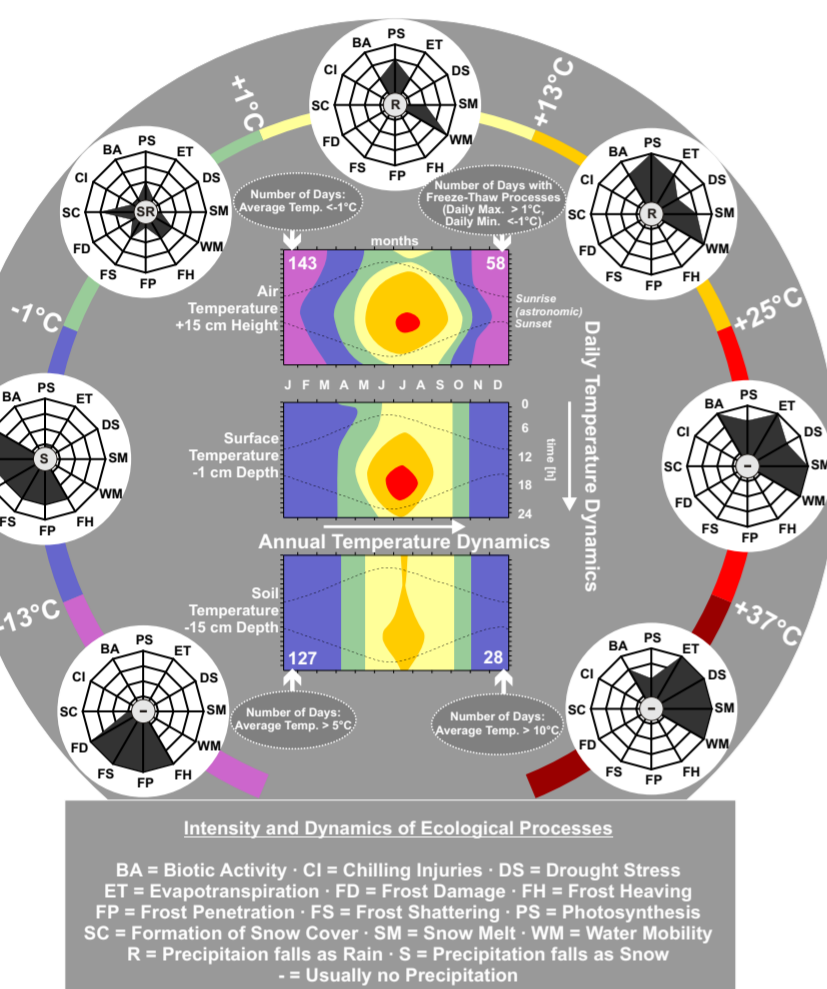 PS
BA ET
CI DS
SC R SM
FD WM
FS FH
FP
+1°C
+13°C
PS
BA ET
CI DS
SC SR SM
FD WM
FS FH
FP
PS
BA ET
CI DS
SC R SM
FD WM
FS FH
FP
Number of Days:
Average Temp. <-1°C
Number of Days with
Freeze-Thaw Processes
(Daily Max. > 1°C,
Daily Min. <-1°C)
months
143 58
Air
Temperature
+15 cm Height
Sunrise
(astronomic)
Sunset
J F M A M J J A S O N D
-1°C
+25°C
PS
BA ET
DS
S SM
WM
FS FH
FP
PS
BA ET
CI DS
SC - SM
FD WM
FS FH
FP
Surface
Temperature
-1 cm Depth
0
6
12
18
24
time [h]
Daily Temperature Dynamics
Annual Temperature Dynamics
Soil
Temperature
-15 cm Depth
127 28
-13°C
+37°C
PS
BA ET
CI DS
SC - SM
FD WM
FS FH
FP
PS
BA ET
CI DS
SC - SM
FD WM
FS FH
FP
Number of Days:
Average Temp. > 5°C
Number of Days:
Average Temp. > 10°C
Intensity and Dynamics of Ecological Processes
BA = Biotic Activity · CI = Chilling Injuries · DS = Drought Stress
ET = Evapotranspiration · FD = Frost Damage · FH = Frost Heaving
FP = Frost Penetration · FS = Frost Shattering · PS = Photosynthesis
SC = Formation of Snow Cover · SM = Snow Melt · WM = Water Mobility
R = Precipitaion falls as Rain · S = Precipitation falls as Snow
- = Usually no Precipitation